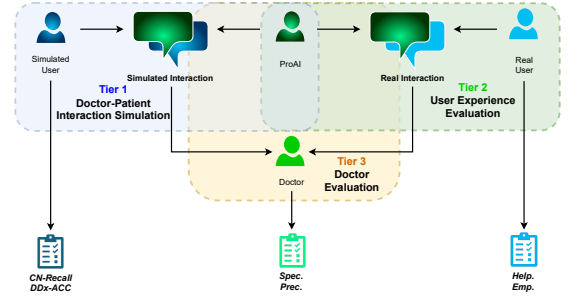 Simulated
User
Simulated Interaction
ProAI
Real Interaction
Real
User
Tier 1
Doctor-Patient
Interaction Simulation
Tier 2
User Experience
Evaluation
Tier 3
Doctor
Evaluation
Doctor
CN-Recall
DDx-ACC
Spec.
Prec.
Help.
Emp.